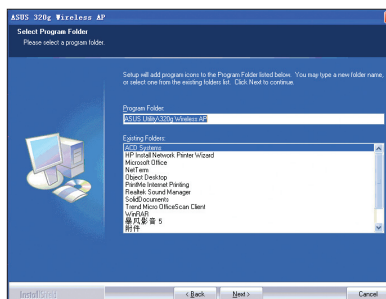 ASUS 320g Wireless AP
Select Program Folder
Please select a program folder.
Setup will add program icons to the Program Folder listed below. You may type a new folder name,
or select one from the existing folders list. Click Next to continue.
Program Folder:
ASUS Utility\320g Wireless AP
Existing Folders:
ACD Systems
HP Install Network Printer Wizard
Microsoft Office
NetTerm
Object Desktop
PrintMe Internet Printing
Realtek Sound Manager
SolidDocuments
Trend Micro OfficeScan Client
WinRAR
暴风影音 5
附件
InstallShield
< Back
Next >
Cancel